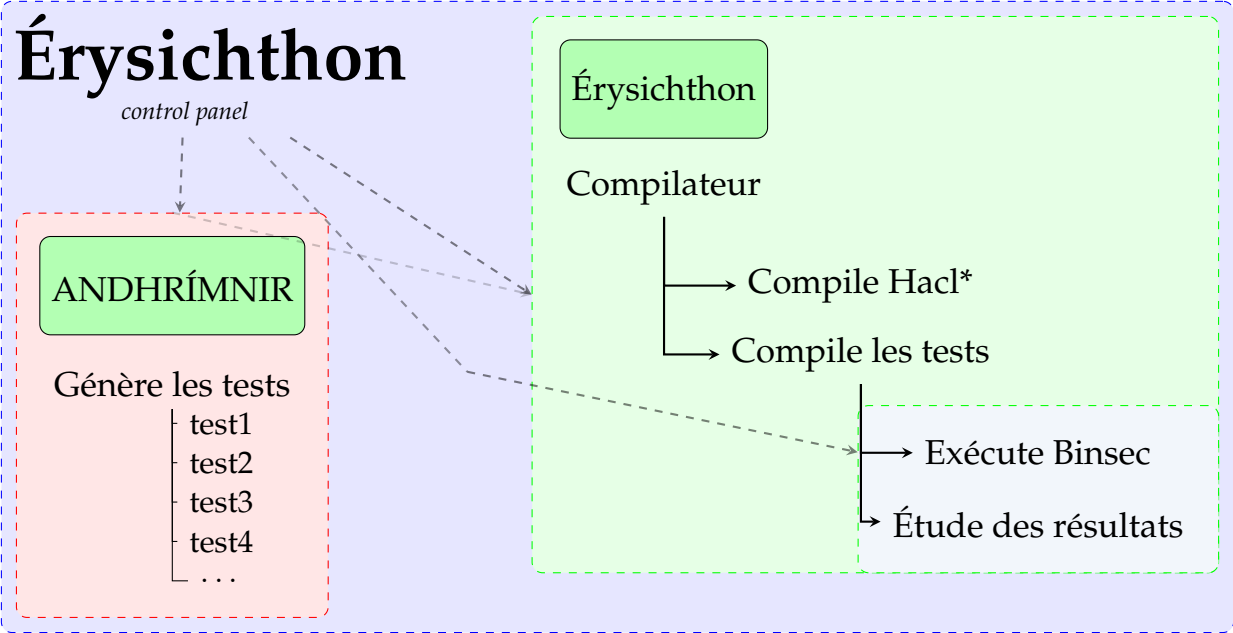 Érysichthon
control panel
ANDHRÍMNIR
Génère les tests
test1
test2
test3
test4
. . .
Érysichthon
Compilateur
Compile Hacl*
Compile les tests
Exécute Binsec
Étude des résultats